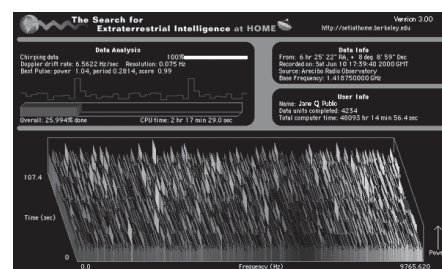 The Search for
Extraterrestrial Intelligence at HOME
Version 3.00
http://setiathome.berkeley.edu
Data Analysis
Chirping data 100%
Doppler drift rate: 6.5622 Hz/sec Resolution: 0.075 Hz
Best Pulse: power 1.04, period 0.2814, score 0.99
Overall: 25.994% done CPU time: 2 hr 17 min 29.0 sec
Data Info
From: 6 hr 25' 22" RA, + 8 deg 8' 59" Dec
Recorded on: Sat Jun 10 17:39:40 2000 GMT
Source: Arecibo Radio Observatory
Base Frequency: 1.418750000 GHz
User Info
Name: Jane Q Public
Data units completed: 4234
Total computer time: 48093 hr 14 min 56.4 sec
107.4
Time (sec)
0
0.0 Frequency (Hz) 9765.620
Power